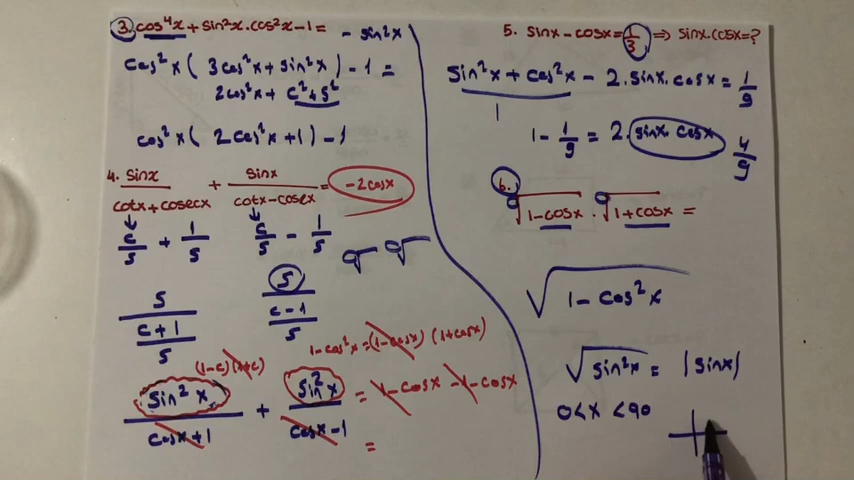 3. cos⁴x + sin²x.cos²x - 1 = - sin²x
cos²x ( 3cos²x + sin²x ) - 1 =
2cos²x + c² + s²
cos²x ( 2cos²x + 1 ) - 1
4. sinx / cotx + cosecx + sinx / cotx - cosecx = -2cosx
c/s + 1/s   c/s - 1/s
s / (c+1 / s)   s / (c-1 / s)
1 - cos²x = (1 - cosx) (1 + cosx)
(1-c) (1+c)
sin²x / cosx + 1 + sin²x / cosx - 1 = 1 - cosx - 1 - cosx
=
5. sinx - cosx = 1/3 ⇒ sinx.cosx = ?
sin²x + cos²x - 2.sinx.cosx = 1/9
1
1 - 1/9 = 2.sinx.cosx
4/9
6. √1-cosx . √1+cosx =
√1 - cos²x
√sin²x = |sinx|
0 < x < 90